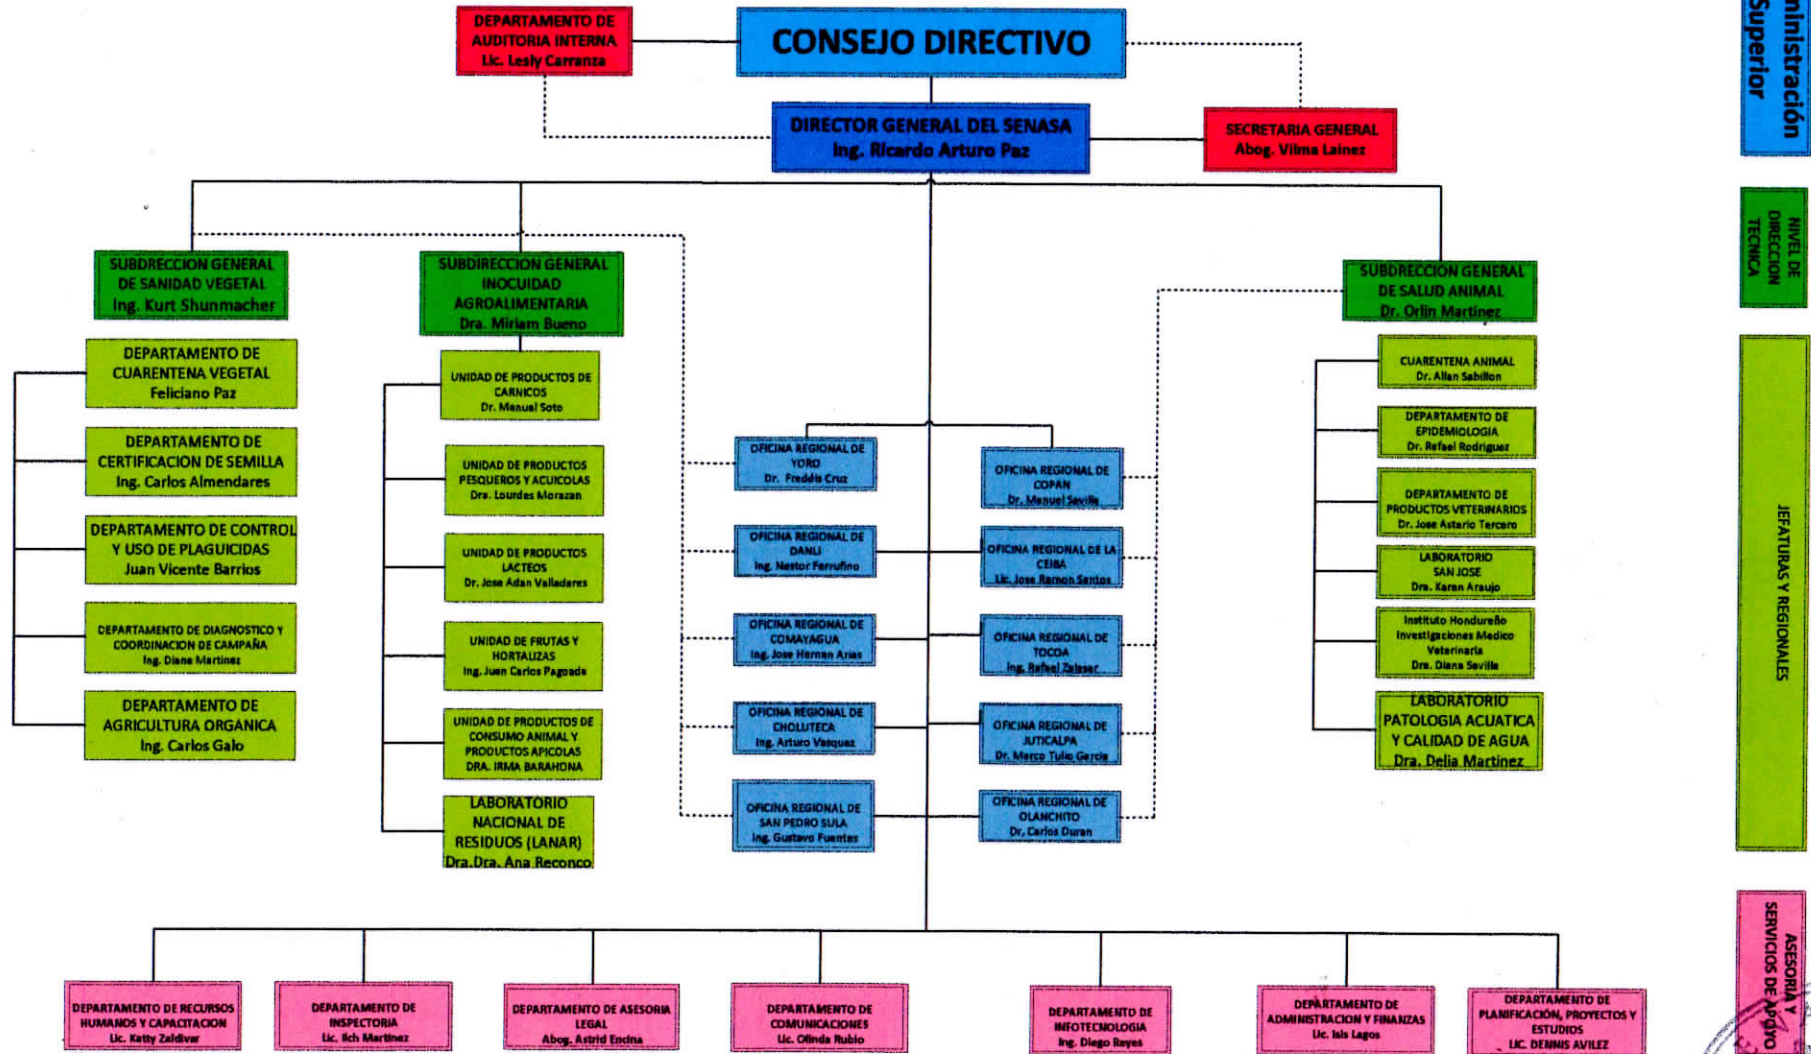 DEPARTAMENTO DE
AUDITORIA INTERNA
Lic. Lesly Carranza
CONSEJO DIRECTIVO
DIRECTOR GENERAL DEL SENASA
Ing. Ricardo Arturo Paz
SECRETARIA GENERAL
Abog. Vilma Lainez
ministración
Superior
NIVEL DE
DIRECCION
TECNICA
SUBDRECCION GENERAL
DE SANIDAD VEGETAL
Ing. Kurt Shunmacher
SUBDIRECCION GENERAL
INOCUIDAD
AGROALIMENTARIA
Dra. Miriam Bueno
SUBDRECCION GENERAL
DE SALUD ANIMAL
Dr. Orlin Martinez
JEFATURAS Y REGIONALES
DEPARTAMENTO DE
CUARENTENA VEGETAL
Feliciano Paz
DEPARTAMENTO DE
CERTIFICACION DE SEMILLA
Ing. Carlos Almendares
DEPARTAMENTO DE CONTROL
Y USO DE PLAGUICIDAS
Juan Vicente Barrios
DEPARTAMENTO DE DIAGNOSTICO Y
COORDINACION DE CAMPAÑA
Ing. Diane Martinez
DEPARTAMENTO DE
AGRICULTURA ORGANICA
Ing. Carlos Galo
UNIDAD DE PRODUCTOS DE
CARNICOS
Dr. Manuel Soto
UNIDAD DE PRODUCTOS
PESQUEROS Y ACUICOLAS
Dra. Lourdes Morazan
UNIDAD DE PRODUCTOS
LACTEOS
Dr. Jose Adan Valladares
UNIDAD DE FRUTAS Y
HORTALIZAS
Ing. Juan Carlos Pagoada
UNIDAD DE PRODUCTOS DE
CONSUMO ANIMAL Y
PRODUCTOS APICOLAS
DRA. IRMA BARAHONA
LABORATORIO
NACIONAL DE
RESIDUOS (LANAR)
Dra.Dra. Ana Reconco
OFICINA REGIONAL DE
YORO
Dr. Freddis Cruz
OFICINA REGIONAL DE
DANLI
Ing. Nestor Ferrufino
OFICINA REGIONAL DE
COMAYAGUA
Ing. Jose Hernan Arias
OFICINA REGIONAL DE
CHOLUTECA
Ing. Arturo Vasquez
OFICINA REGIONAL DE
SAN PEDRO SULA
Ing. Gustavo Fuentes
OFICINA REGIONAL DE
COPAN
Dr. Manuel Sevilla
OFICINA REGIONAL DE LA
CEIBA
Lic. Jose Ramon Santos
OFICINA REGIONAL DE
TOCOA
Ing. Rafael Zalasar
OFICINA REGIONAL DE
JUTICALPA
Dr. Marco Tulio Garcia
OFICINA REGIONAL DE
OLANCHITO
Dr, Carlos Duran
CUARENTENA ANIMAL
Dr. Allan Sabillon
DEPARTAMENTO DE
EPIDEMIOLOGIA
Dr. Rafael Rodriguez
DEPARTAMENTO DE
PRODUCTOS VETERINARIOS
Dr. Jose Astario Tercero
LABORATORIO
SAN JOSE
Dra. Karan Araujo
Instituto Hondureño
Investigaciones Medico
Veterinaria
Dra. Diana Sevilla
LABORATORIO
PATOLOGIA ACUATICA
Y CALIDAD DE AGUA
Dra. Delia Martinez
ASESORIA Y
SERVICIOS DE APOYO
DEPARTAMENTO DE RECURSOS
HUMANOS Y CAPACITACION
Lic. Katty Zaldivar
DEPARTAMENTO DE
INSPECTORIA
Lic. Ilch Martinez
DEPARTAMENTO DE ASESORIA
LEGAL
Abog. Astrid Encina
DEPARTAMENTO DE
COMUNICACIONES
Lic. Olinda Rubio
DEPARTAMENTO DE
INFOTECNOLOGIA
Ing. Diego Reyes
DEPARTAMENTO DE
ADMINISTRACION Y FINANZAS
Lic. Isis Lagos
DEPARTAMENTO DE
PLANIFICACIÓN, PROYECTOS Y
ESTUDIOS
LIC. DENNIS AVILEZ